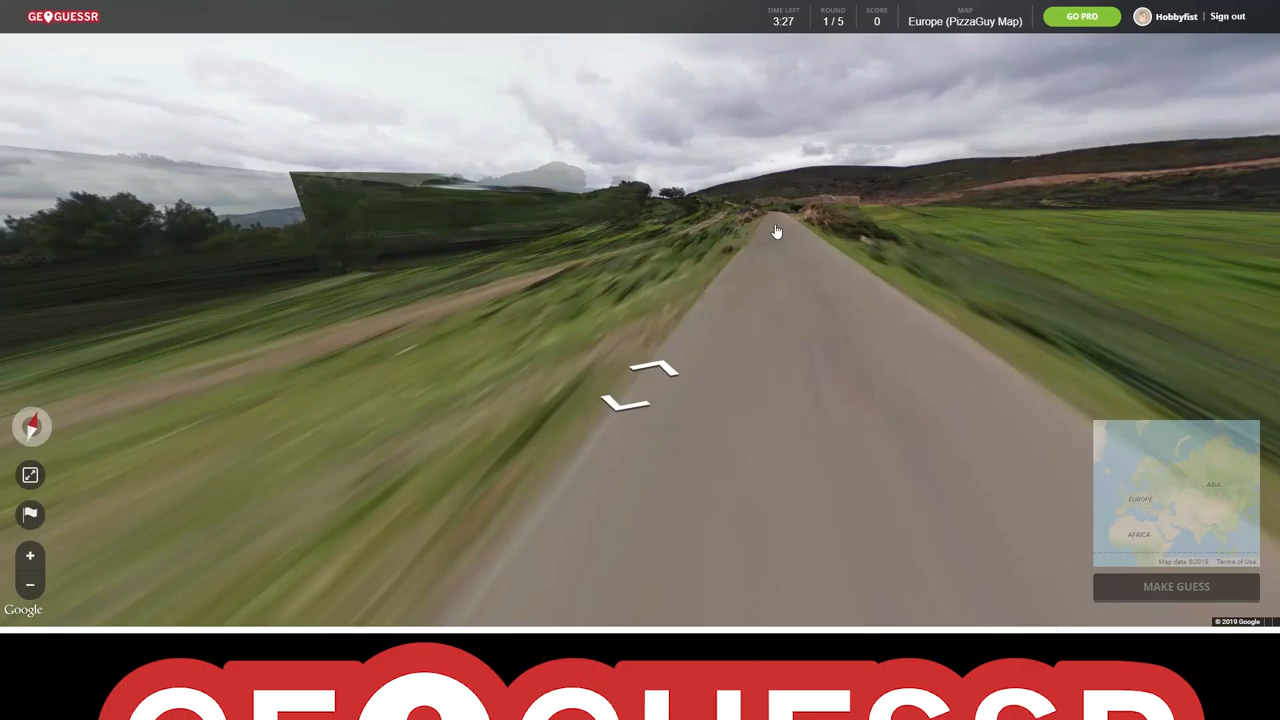 GEOGUESSR
TIME LEFT
3:27
ROUND
1 / 5
SCORE
0
MAP
Europe (PizzaGuy Map)
GO PRO
Hobbyfist | Sign out
ASIA
EUROPE
AFRICA
Map data ©2019 Terms of Use
MAKE GUESS
+
−
Google
© 2019 Google
GEOGUESSR